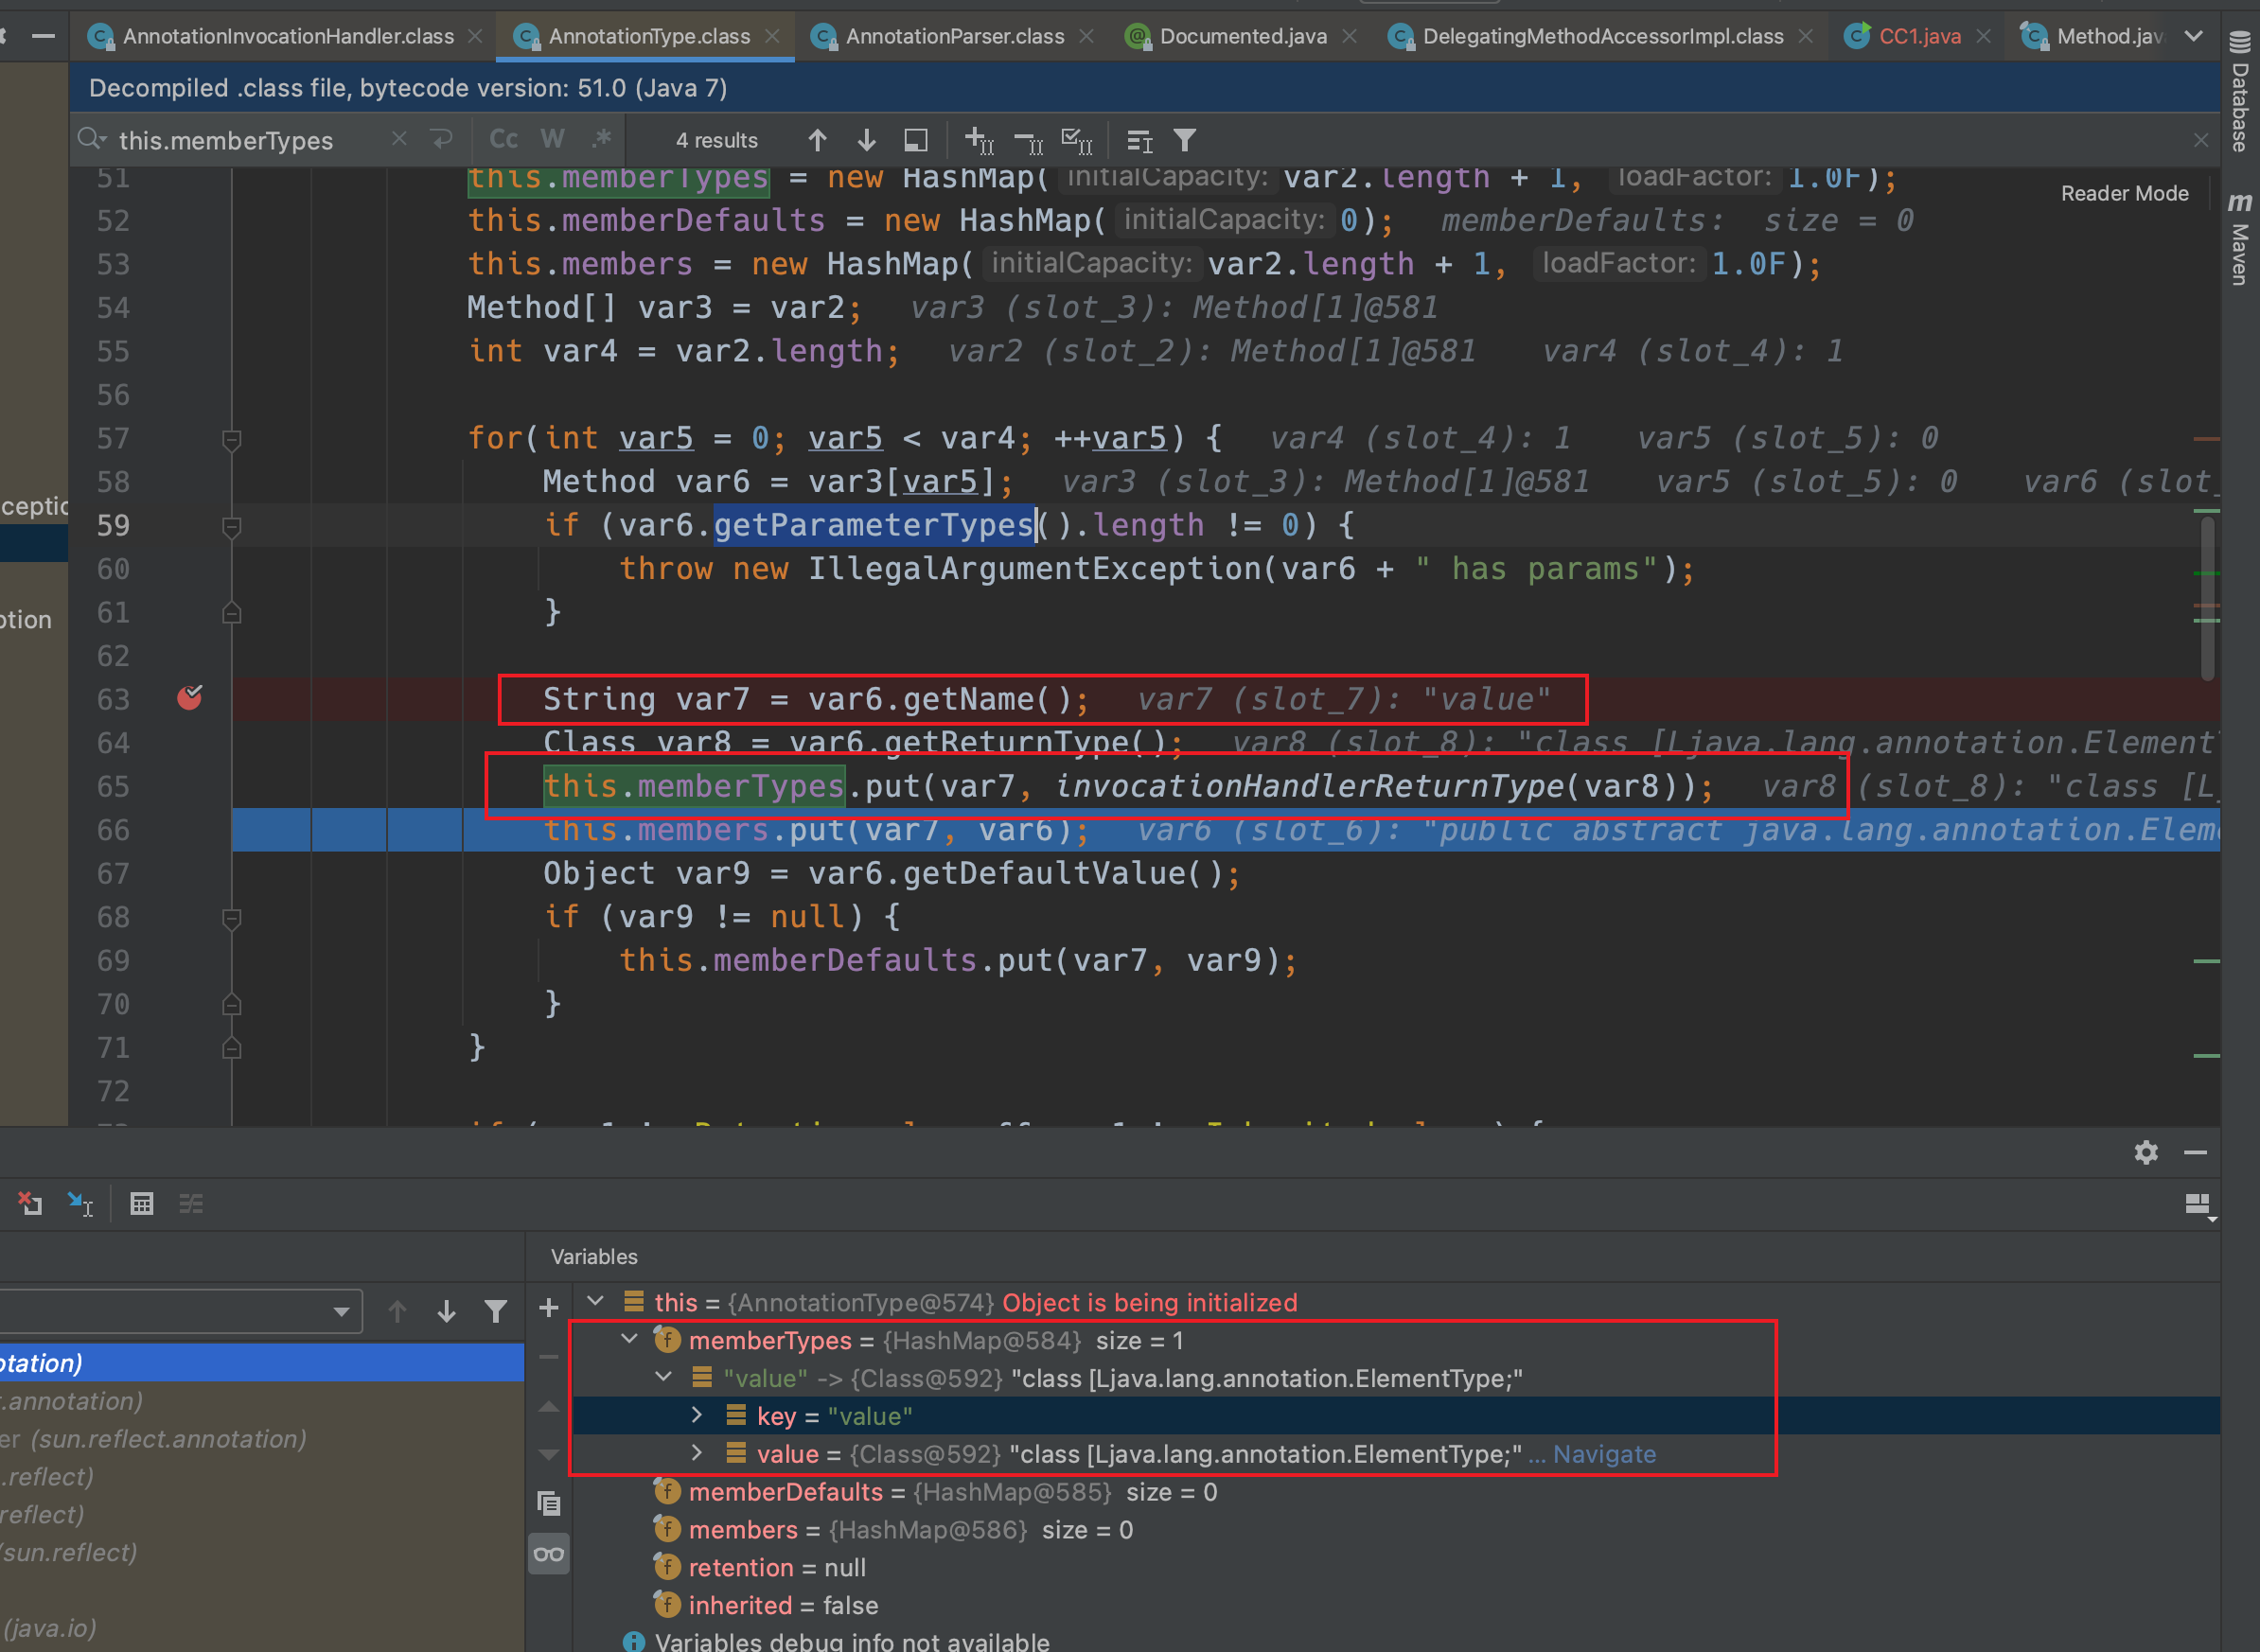 AnnotationInvocationHandler.class AnnotationType.class AnnotationParser.class Documented.java DelegatingMethodAccessorImpl.class CC1.java Method.jav
Decompiled .class file, bytecode version: 51.0 (Java 7)
this.memberTypes Cc W .* 4 results
Reader Mode
51 this.memberTypes = new HashMap( initialCapacity: var2.length + 1, loadFactor: 1.0F);
52 this.memberDefaults = new HashMap( initialCapacity: 0); memberDefaults: size = 0
53 this.members = new HashMap( initialCapacity: var2.length + 1, loadFactor: 1.0F);
54 Method[] var3 = var2; var3 (slot_3): Method[1]@581
55 int var4 = var2.length; var2 (slot_2): Method[1]@581 var4 (slot_4): 1
56
57 for(int var5 = 0; var5 < var4; ++var5) { var4 (slot_4): 1 var5 (slot_5): 0
58 Method var6 = var3[var5]; var3 (slot_3): Method[1]@581 var5 (slot_5): 0 var6 (slot_
59 if (var6.getParameterTypes().length != 0) {
60 throw new IllegalArgumentException(var6 + " has params");
61 }
62
63 String var7 = var6.getName(); var7 (slot_7): "value"
64 Class var8 = var6.getReturnType(); var8 (slot_8): "class [Ljava.lang.annotation.Element
65 this.memberTypes.put(var7, invocationHandlerReturnType(var8)); var8 (slot_8): "class [L
66 this.members.put(var7, var6); var6 (slot_6): "public abstract java.lang.annotation.Elem
67 Object var9 = var6.getDefaultValue();
68 if (var9 != null) {
69 this.memberDefaults.put(var7, var9);
70 }
71 }
72
ception
ption
Database
Maven
Variables
this = {AnnotationType@574} Object is being initialized
memberTypes = {HashMap@584} size = 1
"value" -> {Class@592} "class [Ljava.lang.annotation.ElementType;"
key = "value"
value = {Class@592} "class [Ljava.lang.annotation.ElementType;" ... Navigate
memberDefaults = {HashMap@585} size = 0
members = {HashMap@586} size = 0
retention = null
inherited = false
Variables debug info not available
otation)
t.annotation)
er (sun.reflect.annotation)
.reflect)
reflect)
(sun.reflect)
(java.io)